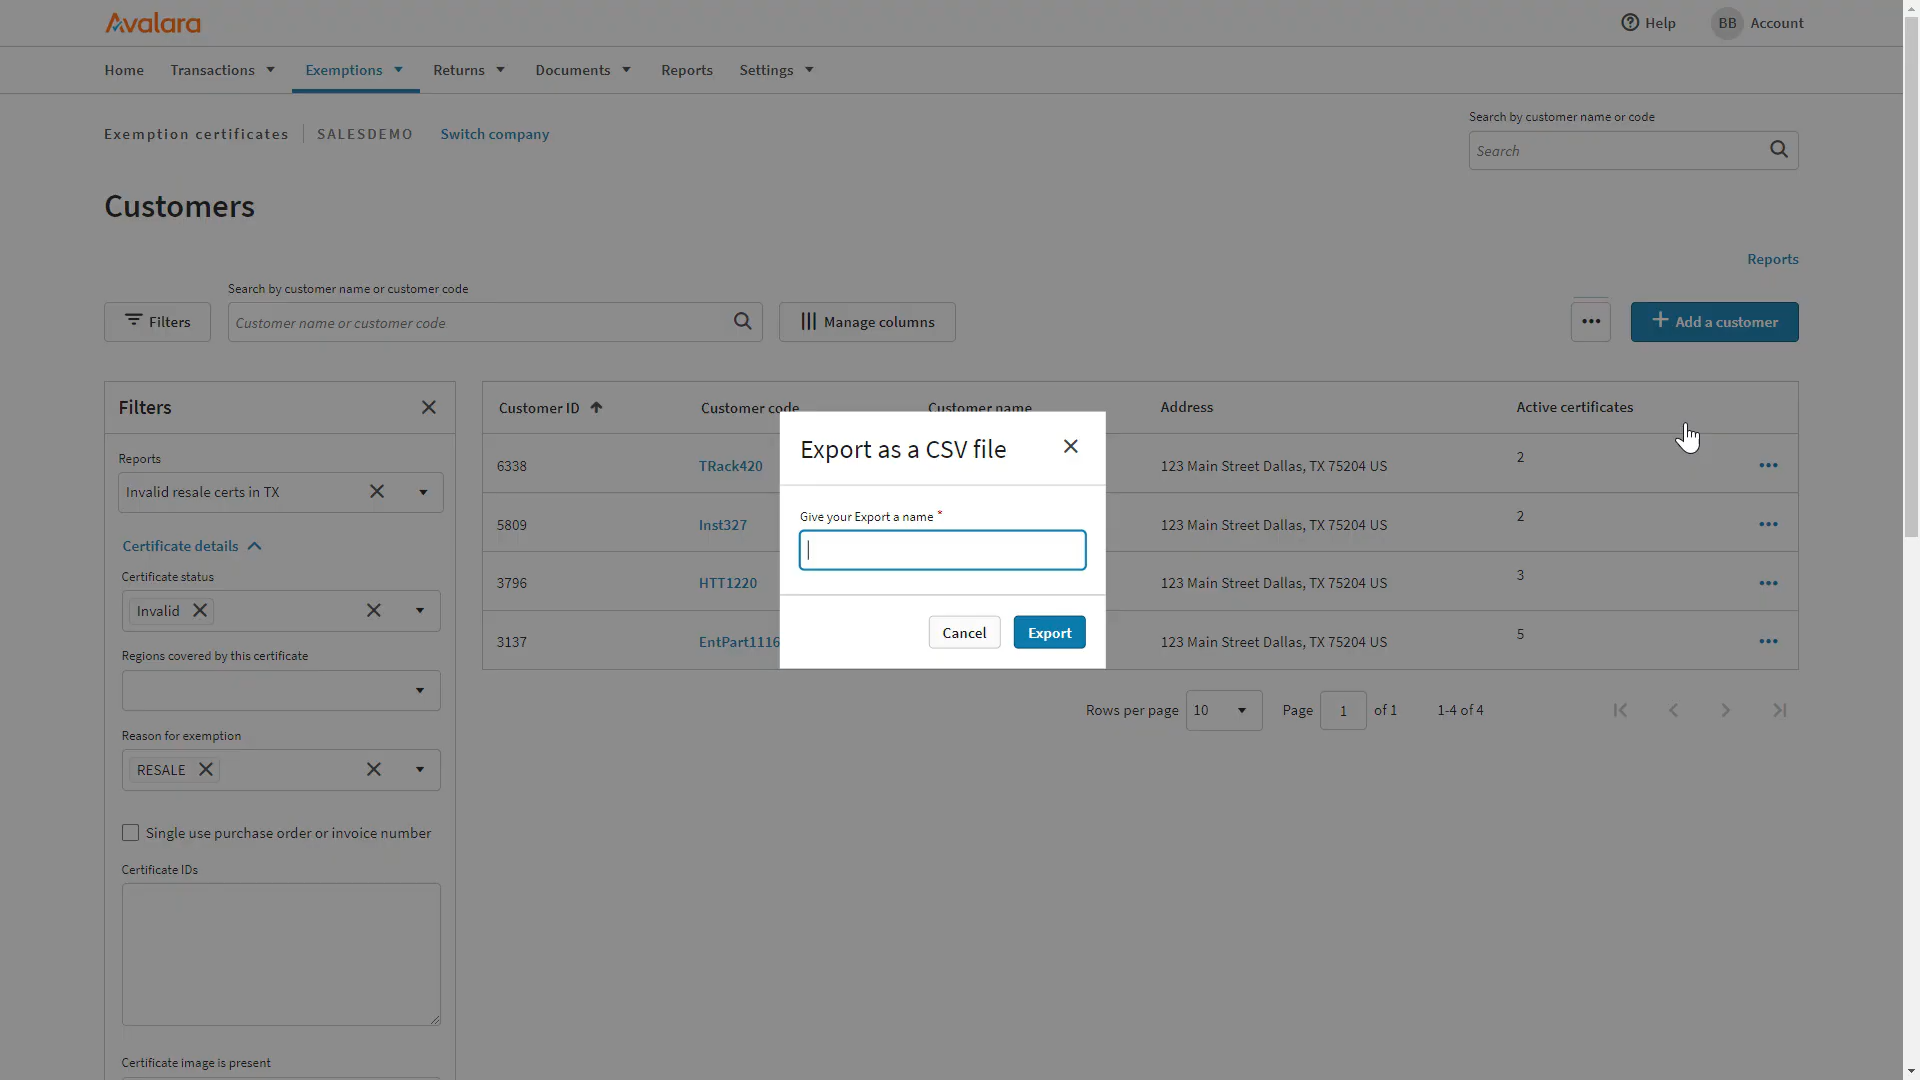 Avalara
Help
BB Account
Home Transactions Exemptions Returns Documents Reports Settings
Exemption certificates SALESDEMO Switch company
Search by customer name or code
Search
Customers
Reports
Search by customer name or customer code
Filters
Customer name or customer code
Manage columns
Add a customer
Filters
Reports
Invalid resale certs in TX
Certificate details
Certificate status
Invalid
Regions covered by this certificate
Reason for exemption
RESALE
Single use purchase order or invoice number
Certificate IDs
Certificate image is present
Customer ID Customer code Customer name Address Active certificates
6338 TRack420 123 Main Street Dallas, TX 75204 US 2
5809 Inst327 123 Main Street Dallas, TX 75204 US 2
3796 HTT1220 123 Main Street Dallas, TX 75204 US 3
3137 EntPart1116 123 Main Street Dallas, TX 75204 US 5
Rows per page 10 Page 1 of 1 1-4 of 4
Export as a CSV file
Give your Export a name *
Cancel Export